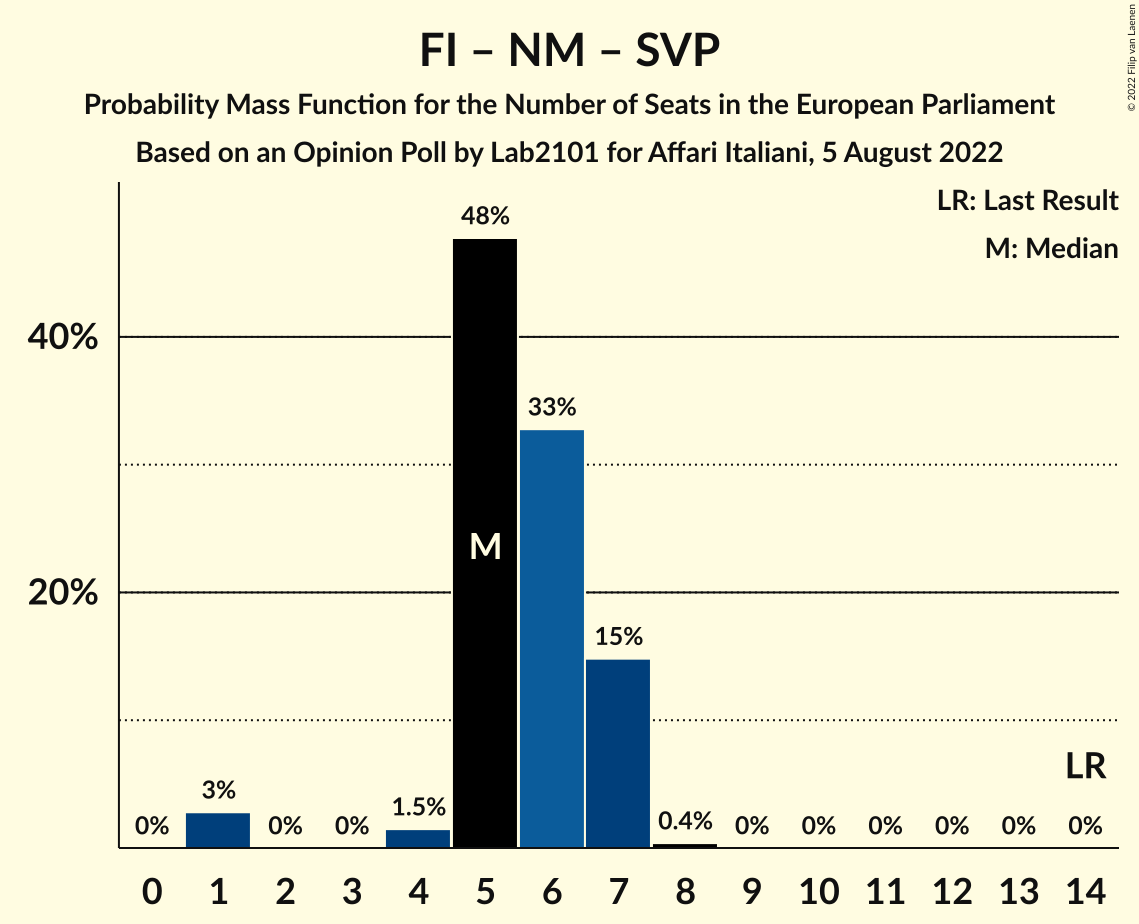 FI – NM – SVP
Probability Mass Function for the Number of Seats in the European Parliament
Based on an Opinion Poll by Lab2101 for Affari Italiani, 5 August 2022
© 2022 Filip van Laenen
LR: Last Result
M: Median
48%
40%
33%
M
20%
15%
LR
3%
1.5%
0% 0% 0% 0.4% 0% 0% 0% 0% 0% 0%
0 1 2 3 4 5 6 7 8 9 10 11 12 13 14